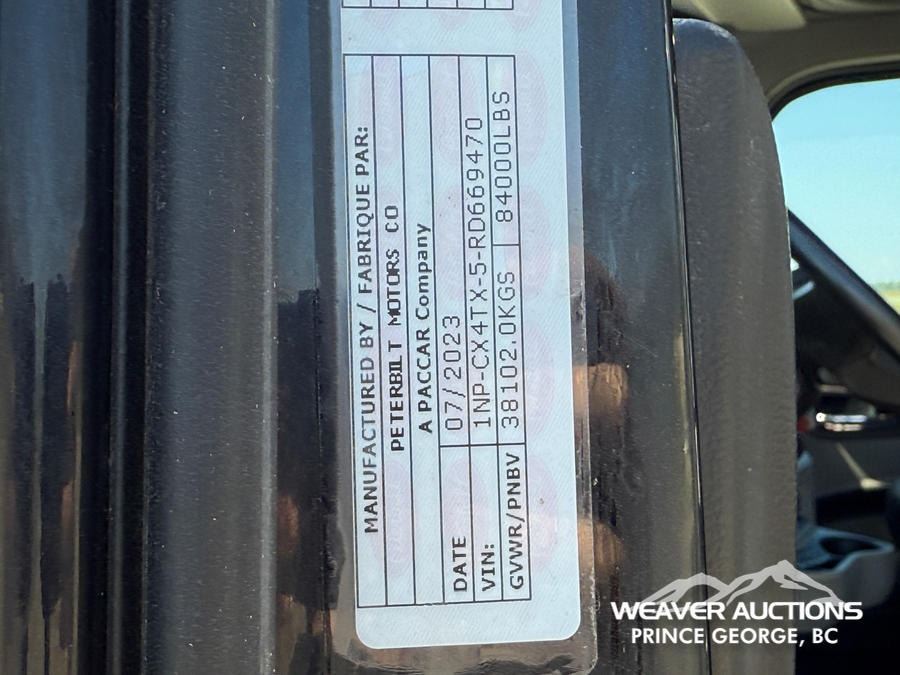 MANUFACTURED BY / FABRIQUE PAR:
PETERBILT MOTORS CO
A PACCAR Company
DATE 07/2023
VIN: 1NP-CX4TX-5-RD669470
GVWR/PNBV 38102.0KGS 84000LBS
WEAVER AUCTIONS
PRINCE GEORGE, BC